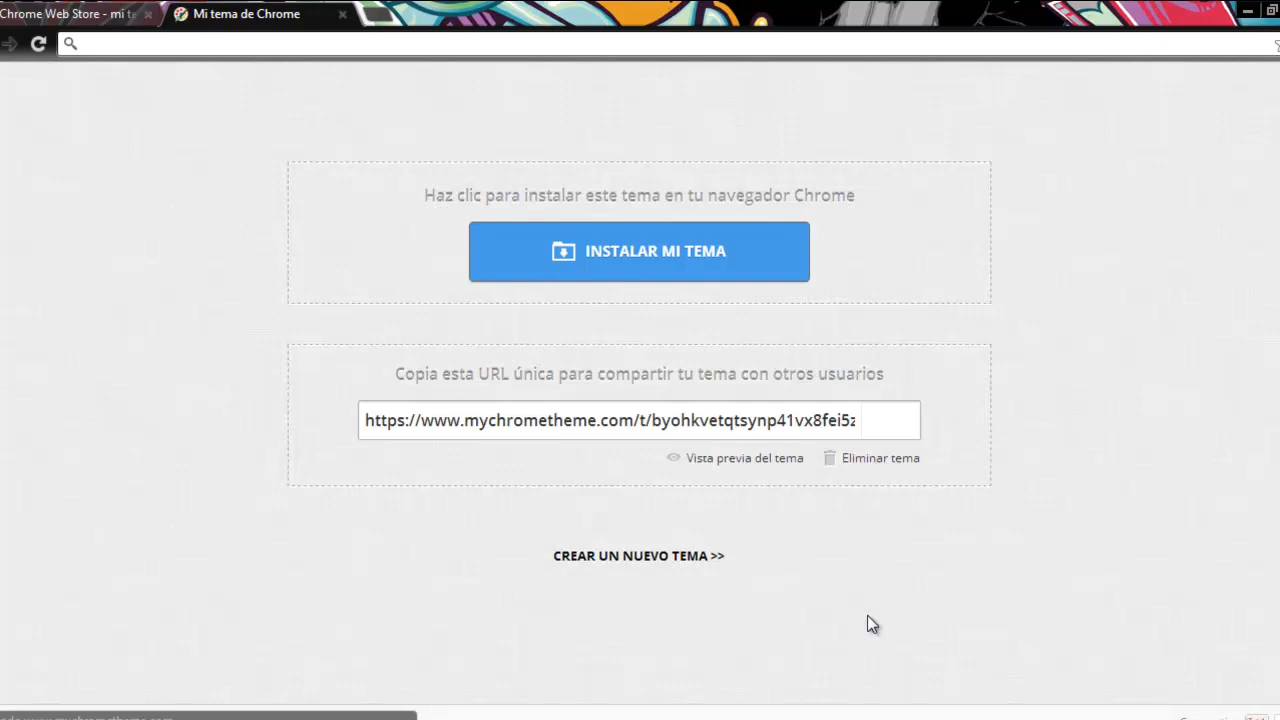 Chrome Web Store - mi te
Mi tema de Chrome
Haz clic para instalar este tema en tu navegador Chrome
INSTALAR MI TEMA
Copia esta URL única para compartir tu tema con otros usuarios
https://www.mychrometheme.com/t/byohkvetqtsynp41vx8fei5z
Vista previa del tema
Eliminar tema
CREAR UN NUEVO TEMA >>